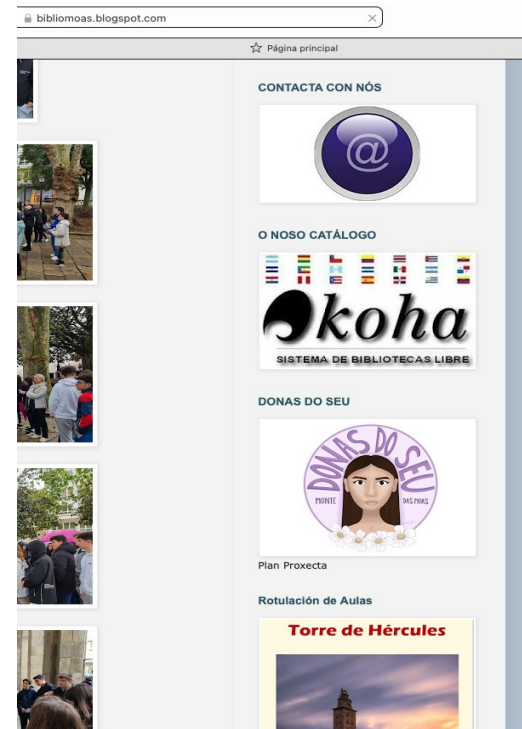 bibliomoas.blogspot.com
Página principal
CONTACTA CON NÓS
@
O NOSO CATÁLOGO
koha
SISTEMA DE BIBLIOTECAS LIBRE
DONAS DO SEU
DONAS DO SEU
MONTE DAS MOAS
Plan Proxecta
Rotulación de Aulas
Torre de Hércules